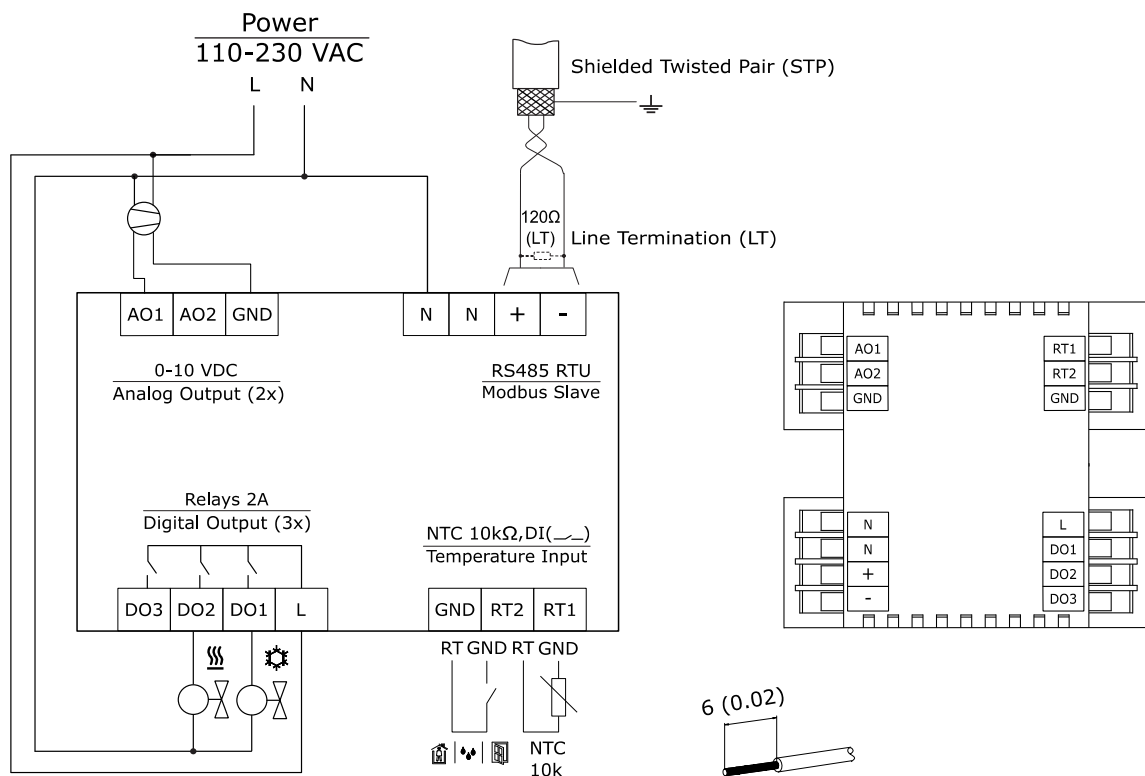 Power
110-230 VAC
L N
Shielded Twisted Pair (STP)
120Ω
(LT)
Line Termination (LT)
AO1 AO2 GND
N N + -
0-10 VDC
Analog Output (2x)
RS485 RTU
Modbus Slave
Relays 2A
Digital Output (3x)
NTC 10kΩ,DI( )
Temperature Input
DO3 DO2 DO1 L
GND RT2 RT1
RT GND RT GND
NTC
10k
AO1
AO2
GND
RT1
RT2
GND
N
N
+
-
L
DO1
DO2
DO3
6 (0.02)